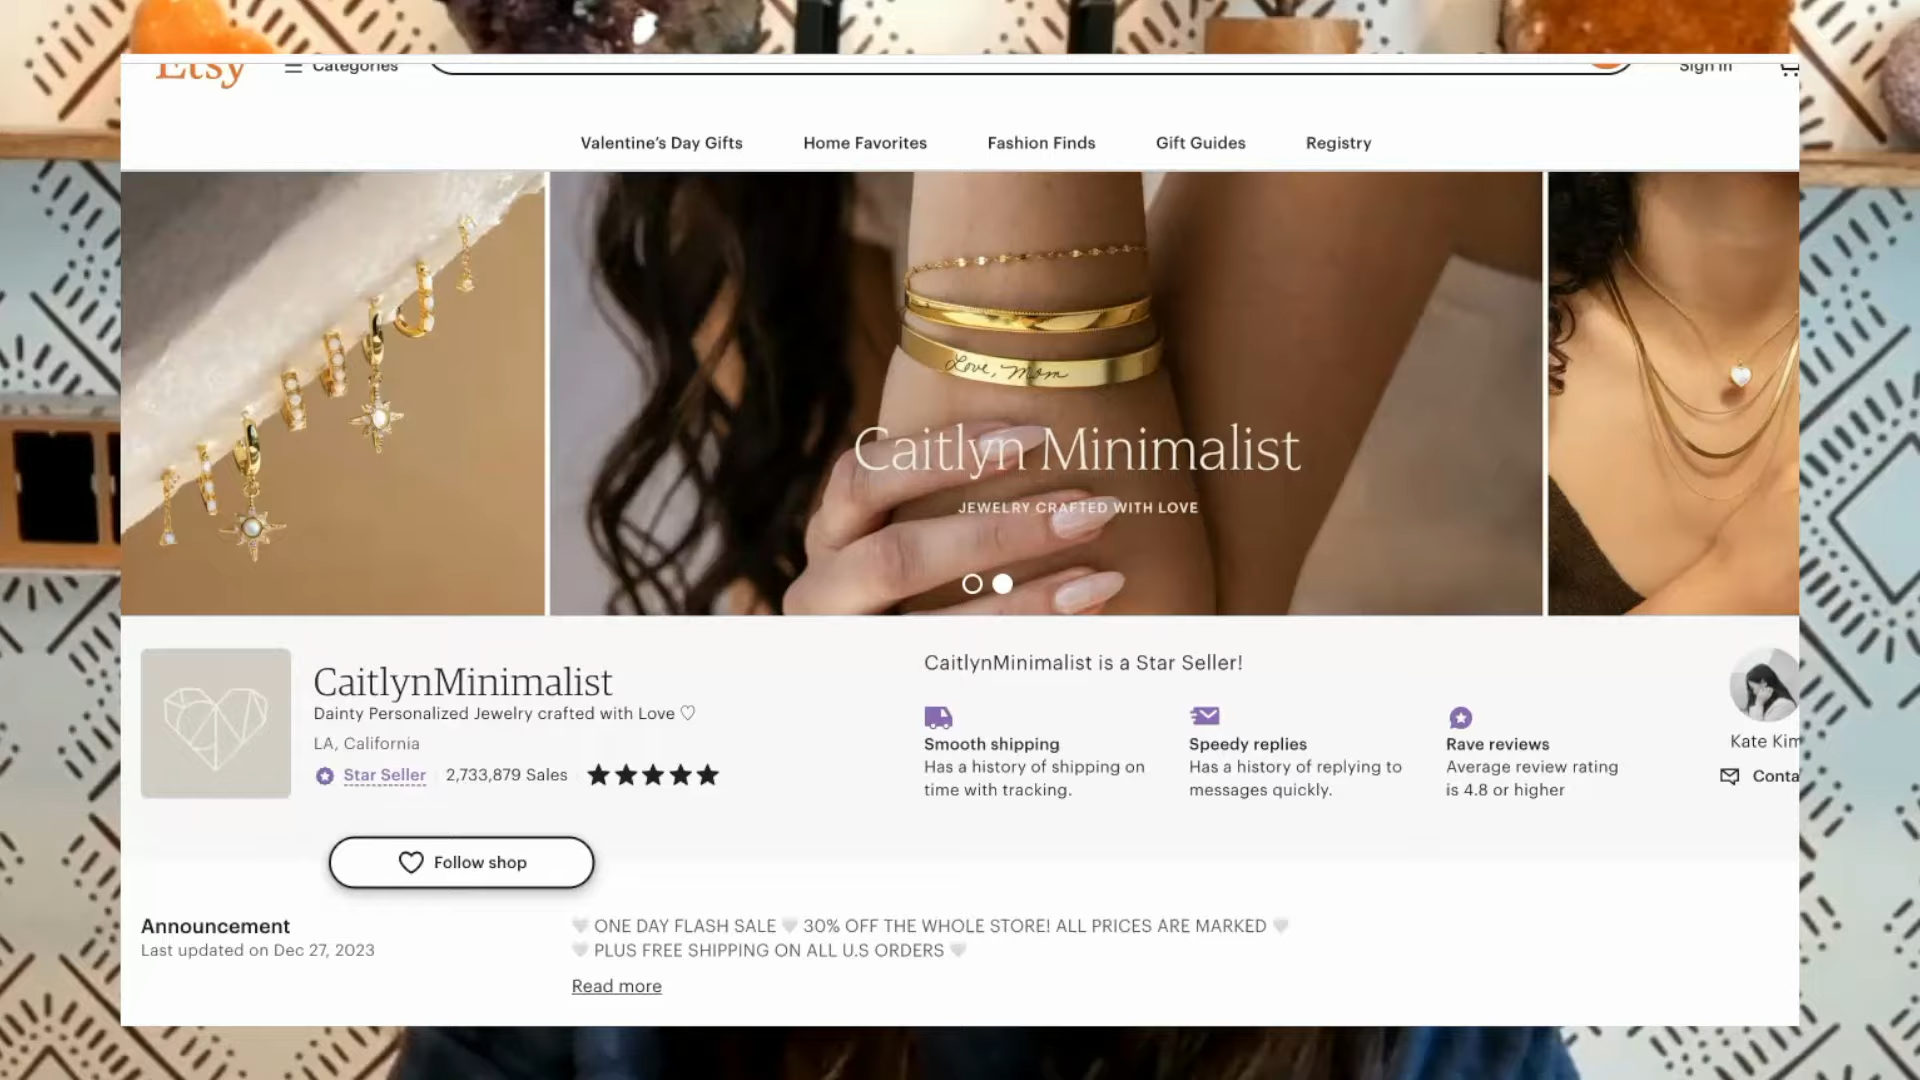 Etsy
Categories
Sign in
Valentine's Day Gifts
Home Favorites
Fashion Finds
Gift Guides
Registry
Love, Mom
Caitlyn Minimalist
JEWELRY CRAFTED WITH LOVE
CaitlynMinimalist
Dainty Personalized Jewelry crafted with Love ♡
LA, California
Star Seller 2,733,879 Sales
CaitlynMinimalist is a Star Seller!
Smooth shipping
Has a history of shipping on
time with tracking.
Speedy replies
Has a history of replying to
messages quickly.
Rave reviews
Average review rating
is 4.8 or higher
Kate Kim
Conta
Follow shop
Announcement
Last updated on Dec 27, 2023
🤍 ONE DAY FLASH SALE 🤍 30% OFF THE WHOLE STORE! ALL PRICES ARE MARKED 🤍
🤍 PLUS FREE SHIPPING ON ALL U.S ORDERS 🤍
Read more